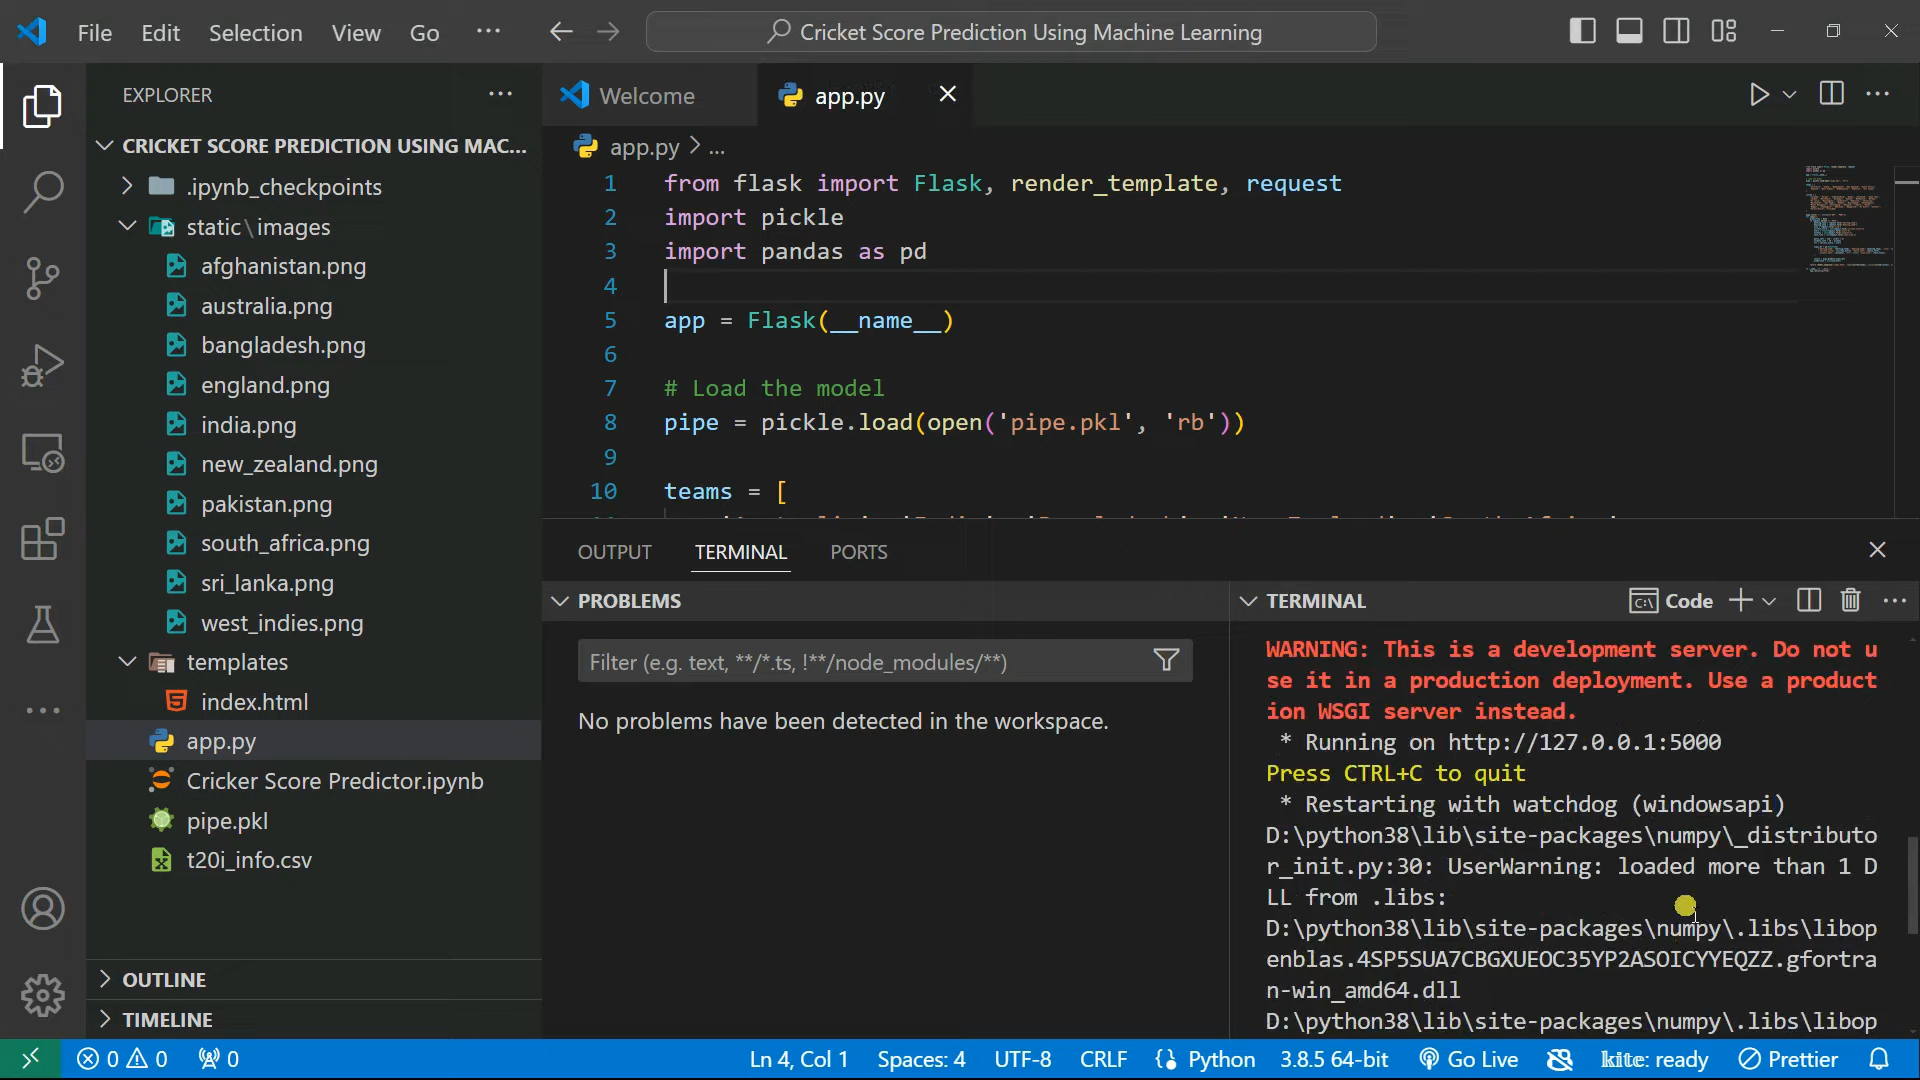 File Edit Selection View Go ...
Cricket Score Prediction Using Machine Learning
EXPLORER
CRICKET SCORE PREDICTION USING MAC...
.ipynb_checkpoints
static\images
afghanistan.png
australia.png
bangladesh.png
england.png
india.png
new_zealand.png
pakistan.png
south_africa.png
sri_lanka.png
west_indies.png
templates
index.html
app.py
Cricker Score Predictor.ipynb
pipe.pkl
t20i_info.csv
OUTLINE
TIMELINE
Welcome
app.py
app.py > ...
1 from flask import Flask, render_template, request
2 import pickle
3 import pandas as pd
4
5 app = Flask(__name__)
6
7 # Load the model
8 pipe = pickle.load(open('pipe.pkl', 'rb'))
9
10 teams = [
OUTPUT TERMINAL PORTS
PROBLEMS
Filter (e.g. text, **/*.ts, !**/node_modules/**)
No problems have been detected in the workspace.
TERMINAL
Code
WARNING: This is a development server. Do not u
se it in a production deployment. Use a product
ion WSGI server instead.
* Running on http://127.0.0.1:5000
Press CTRL+C to quit
* Restarting with watchdog (windowsapi)
D:\python38\lib\site-packages\numpy\_distributo
r_init.py:30: UserWarning: loaded more than 1 D
LL from .libs:
D:\python38\lib\site-packages\numpy\.libs\libop
enblas.4SP5SUA7CBGXUEOC35YP2ASOICYYEQZZ.gfortra
n-win_amd64.dll
D:\python38\lib\site-packages\numpy\.libs\libop
0 0 0 Ln 4, Col 1 Spaces: 4 UTF-8 CRLF Python 3.8.5 64-bit Go Live kite: ready Prettier